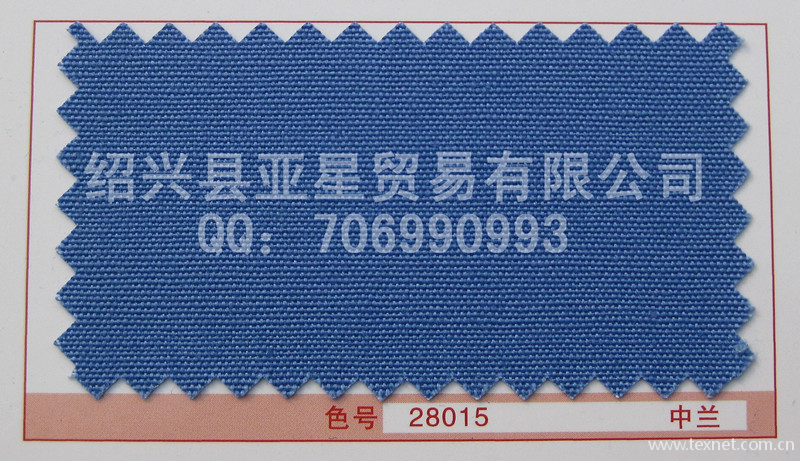 绍兴县亚星贸易有限公司
QQ：706990993
色号 28015 中兰
www.texnet.com.cn